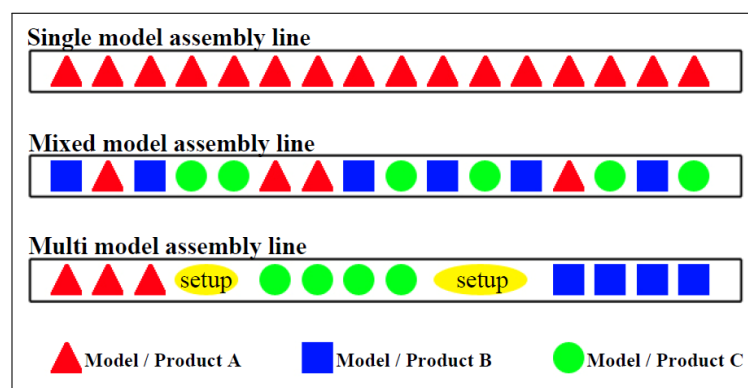 Single model assembly line
Mixed model assembly line
Multi model assembly line
setup setup
Model / Product A Model / Product B Model / Product C